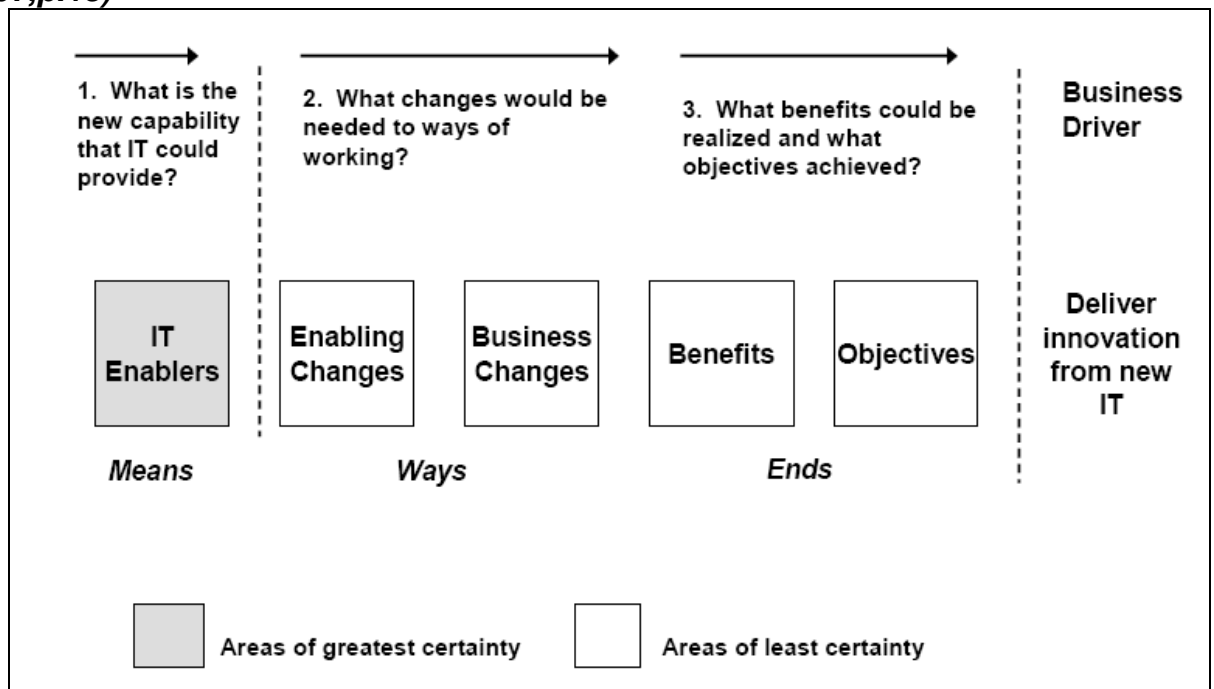 1. What is the
new capability
that IT could
provide?
2. What changes would be
needed to ways of
working?
3. What benefits could be
realized and what
objectives achieved?
Business
Driver
IT
Enablers
Enabling
Changes
Business
Changes
Benefits
Objectives
Deliver
innovation
from new
IT
Means
Ways
Ends
Areas of greatest certainty
Areas of least certainty